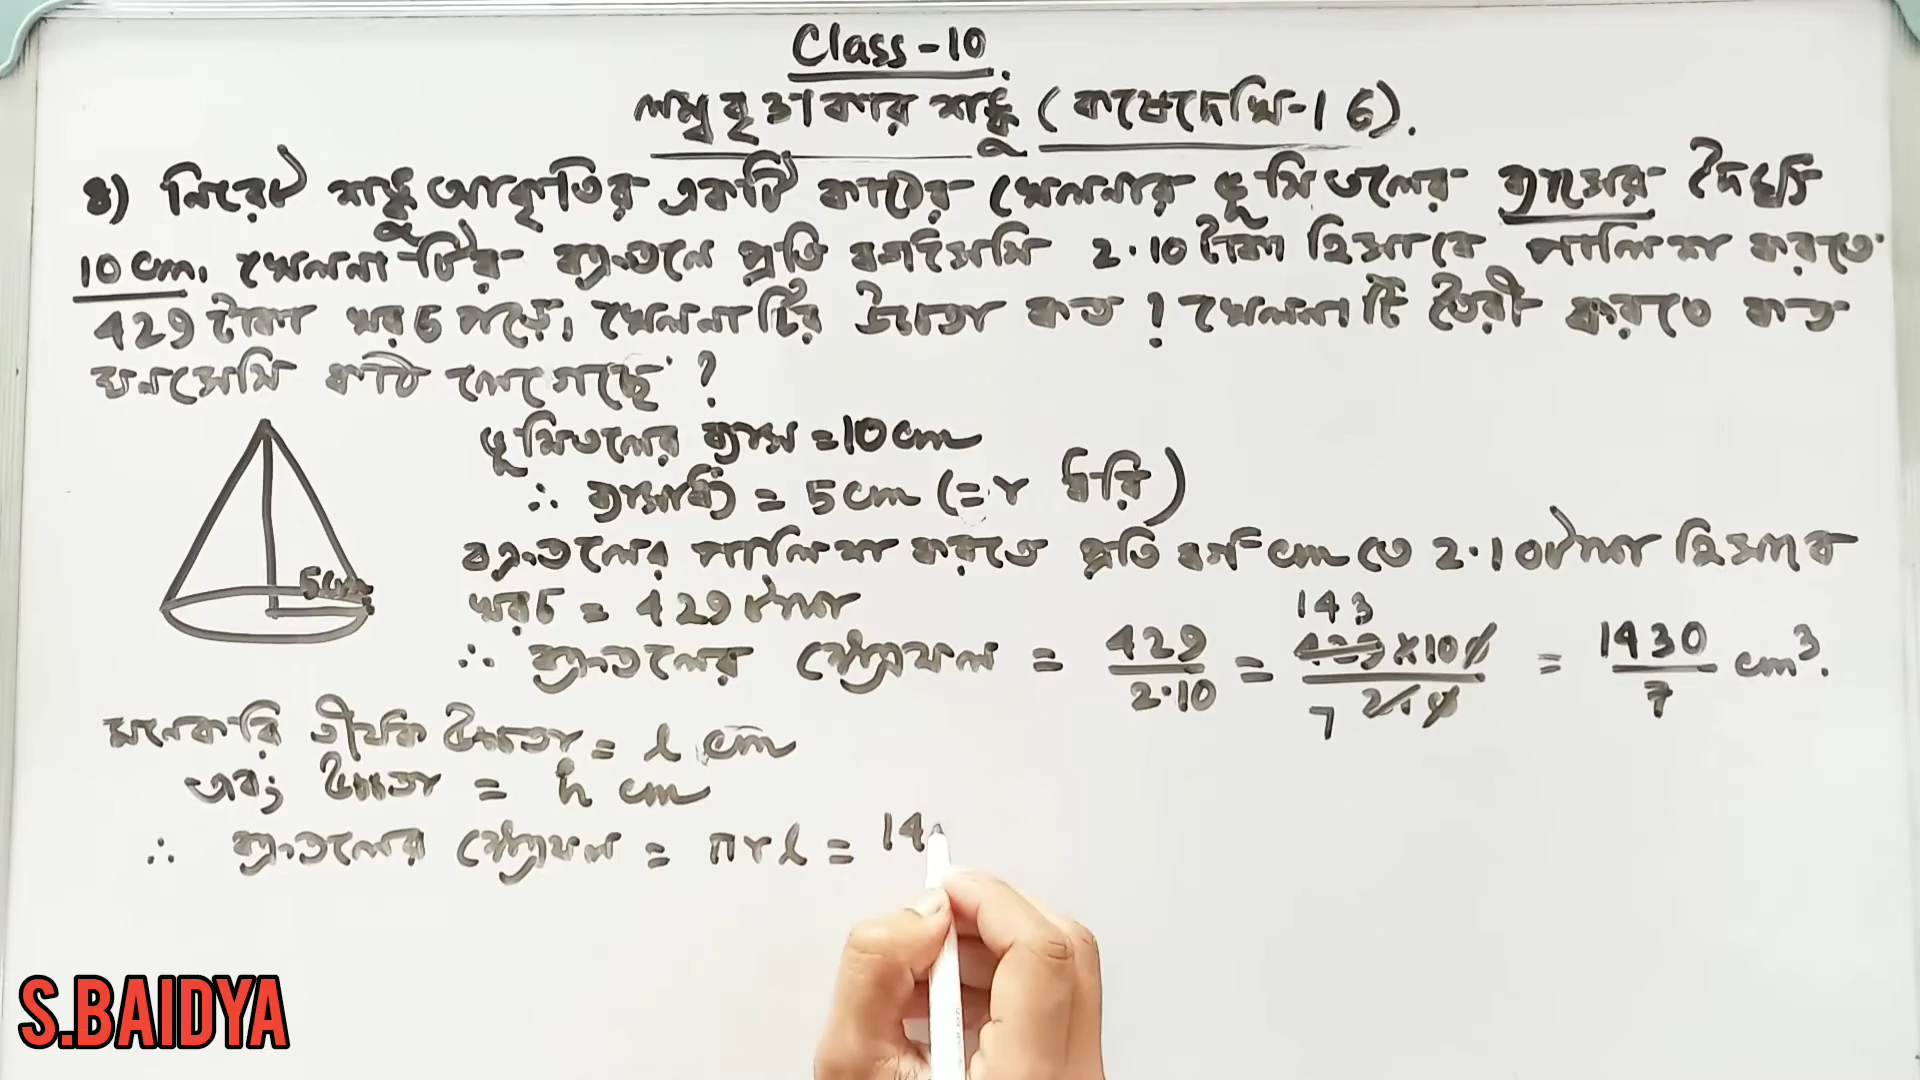 Class-10
লম্ব বৃত্তাকার শঙ্কু (কষে দেখি-16).
৪) নিরেট শঙ্কু আকৃতির একটি কাঠের খেলনার ভূমিতলের ব্যাসের দৈর্ঘ্য
10 cm. খেলনাটির বক্রতলে প্রতি বর্গসেমি 2·10 টাকা হিসাবে পালিশ করতে
429 টাকা খরচ পড়ে। খেলনাটির উচ্চতা কত ? খেলনাটি তৈরী করতে কত
ঘনসেমি কাঠ লেগেছে ?
ভূমিতলের ব্যাস = 10 cm
∴ ব্যাসার্ধ = 5 cm (= r ধরি)
5cm
বক্রতলের পালিশ করতে প্রতি বর্গ cm তে 2·10 টাকা হিসাবে
খরচ = 429 টাকা
∴ বক্রতলের ক্ষেত্রফল = 429/2·10 = 143 429×100/210 7 = 1430/7 cm³.
মনেকরি তীর্যক উচ্চতা = l cm
এবং উচ্চতা = h cm
∴ বক্রতলের ক্ষেত্রফল = πrl = 14
S.BAIDYA